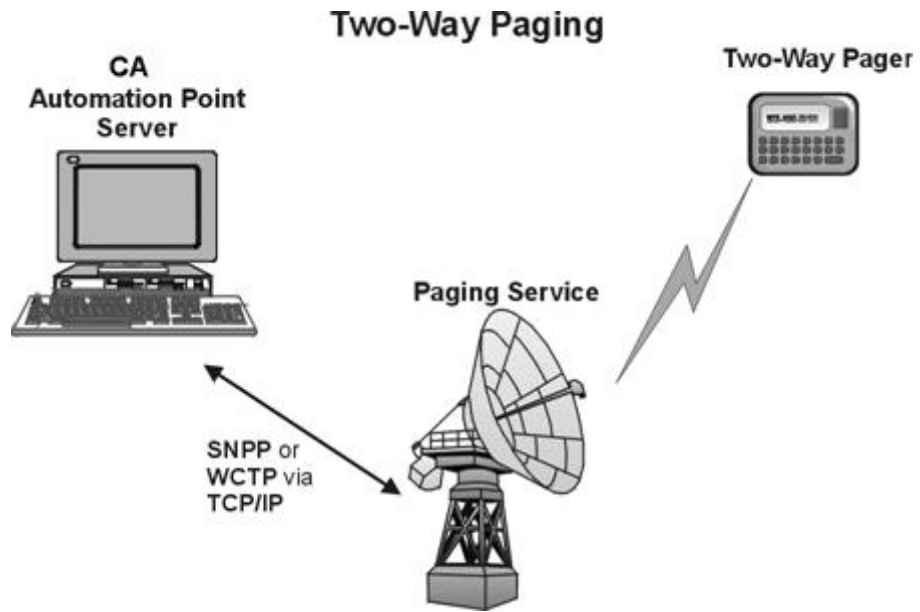 Two-Way Paging
CA
Automation Point
Server
Two-Way Pager
Paging Service
SNPP or
WCTP via
TCP/IP